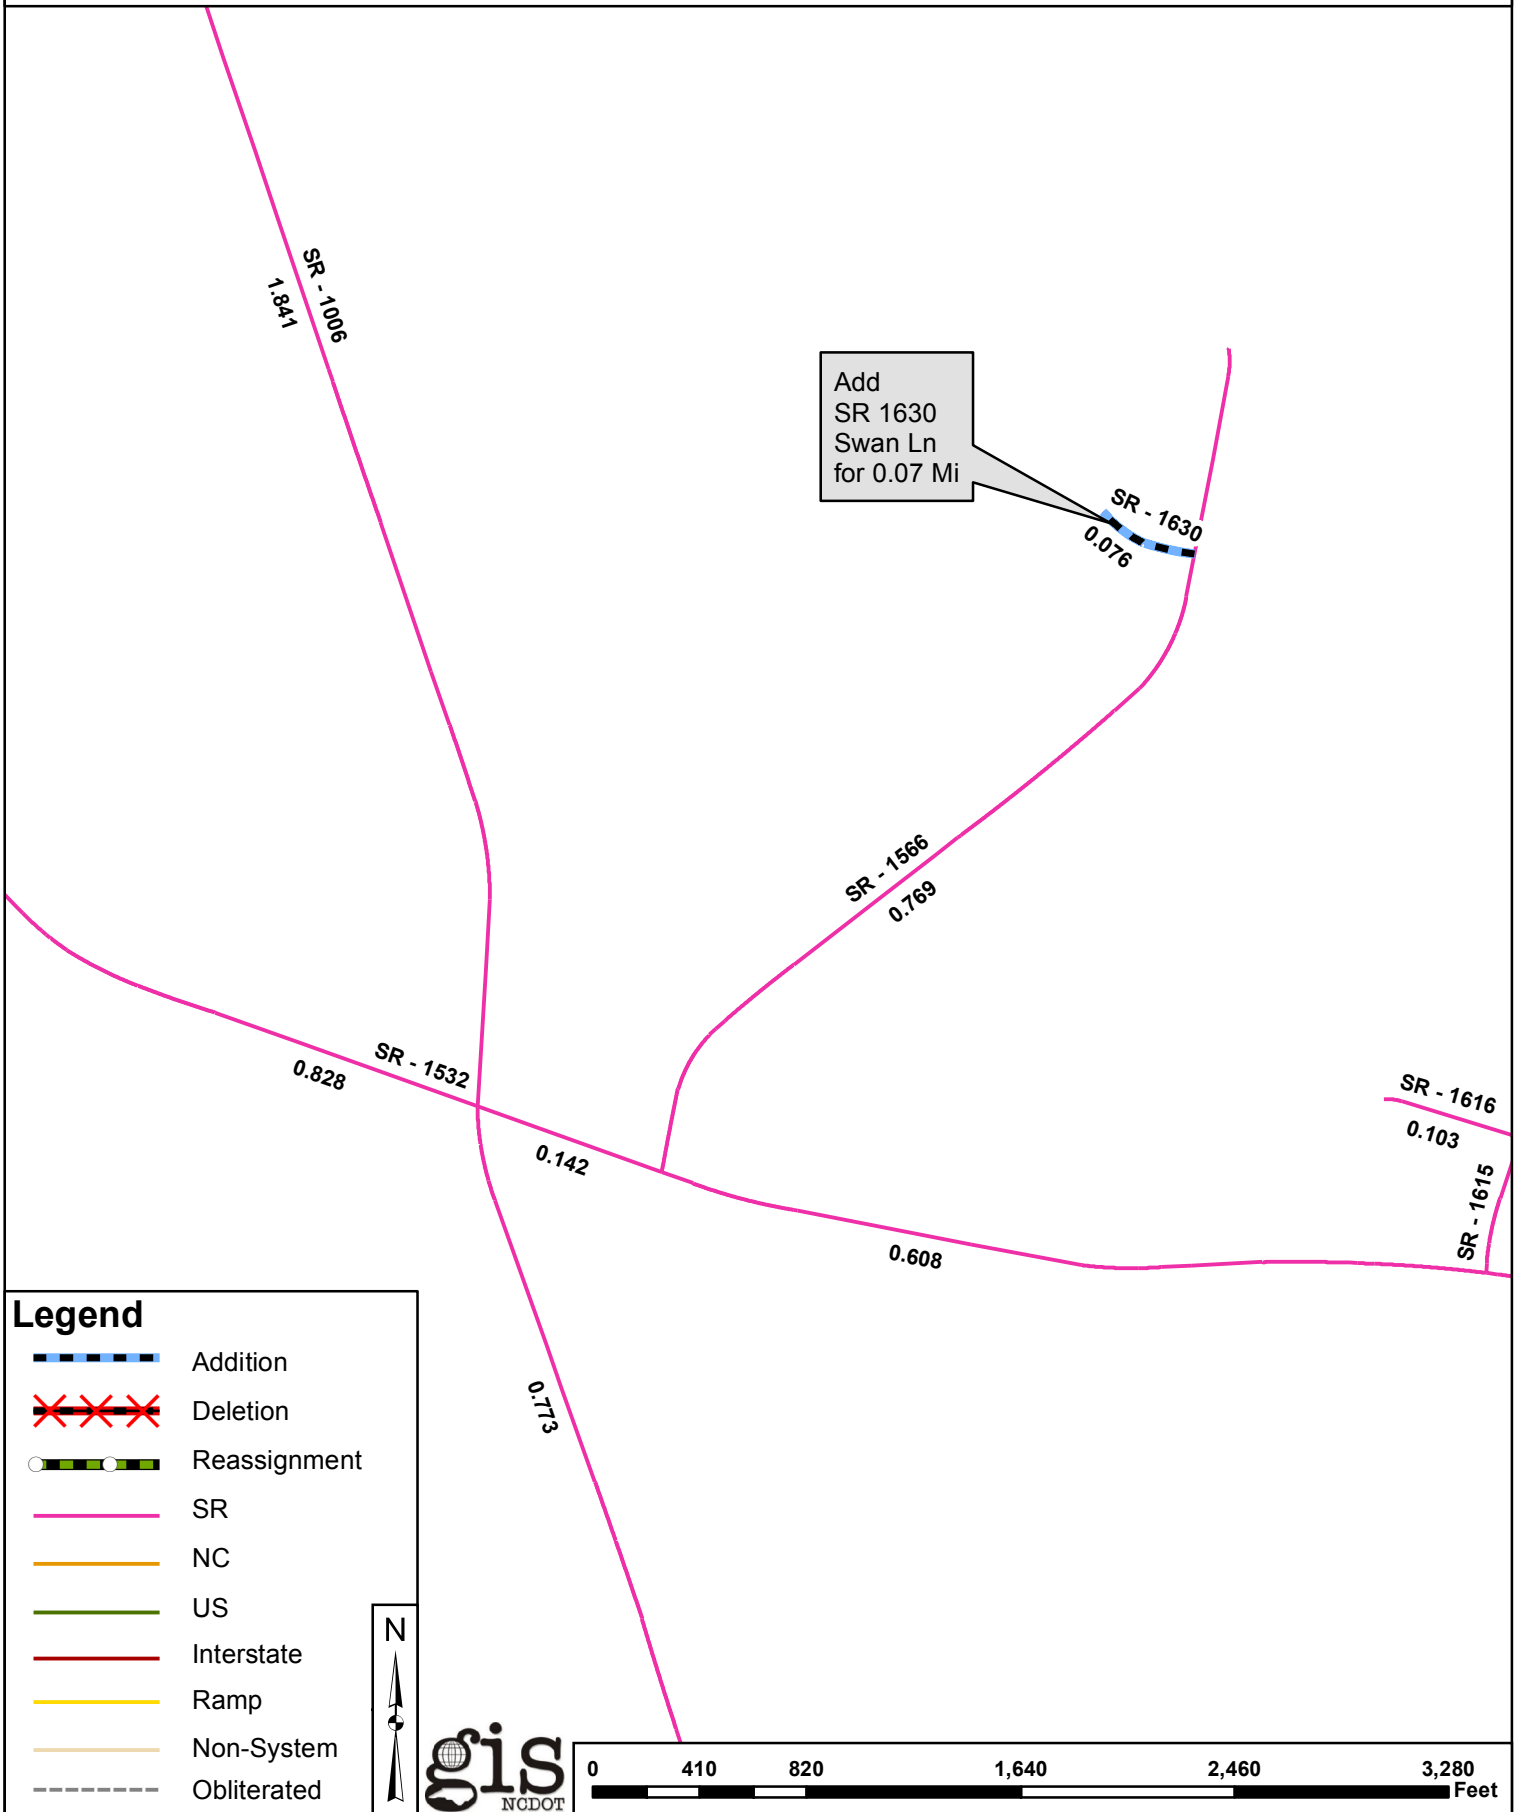 SR - 1006
1.841
Add
SR 1630
Swan Ln
for 0.07 Mi
SR - 1630
0.076
SR - 1566
0.769
SR - 1532
0.828
0.142
SR - 1616
0.103
SR - 1615
0.608
0.773
Legend
Addition
Deletion
Reassignment
SR
NC
US
Interstate
Ramp
Non-System
Obliterated
N
gis
NCDOT
0 410 820 1,640 2,460 3,280
Feet